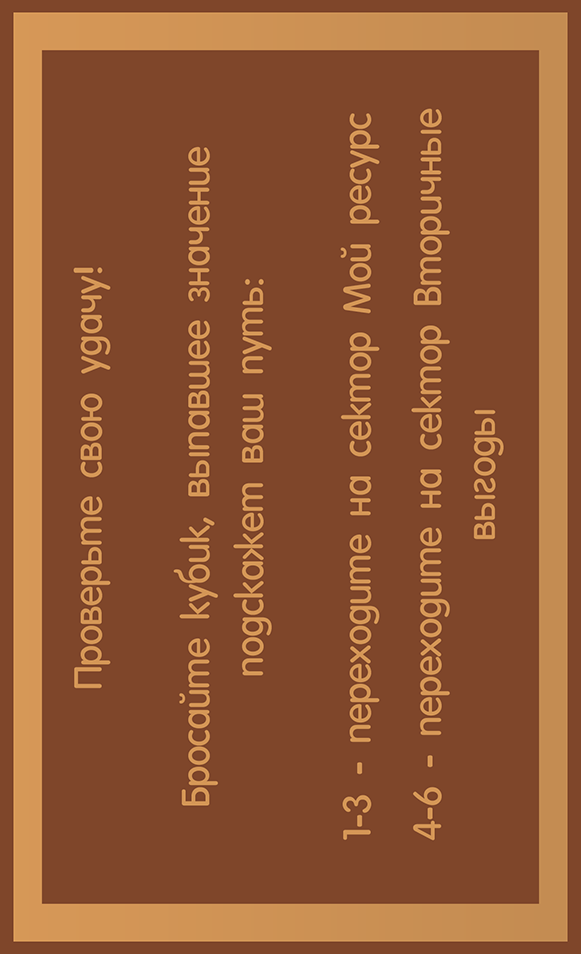 Проверьте свою удачу!
Бросайте кубик, выпавшее значение
подскажет ваш путь:
1-3 - переходите на сектор Мой ресурс
4-6 - переходите на сектор Вторичные
выгоды